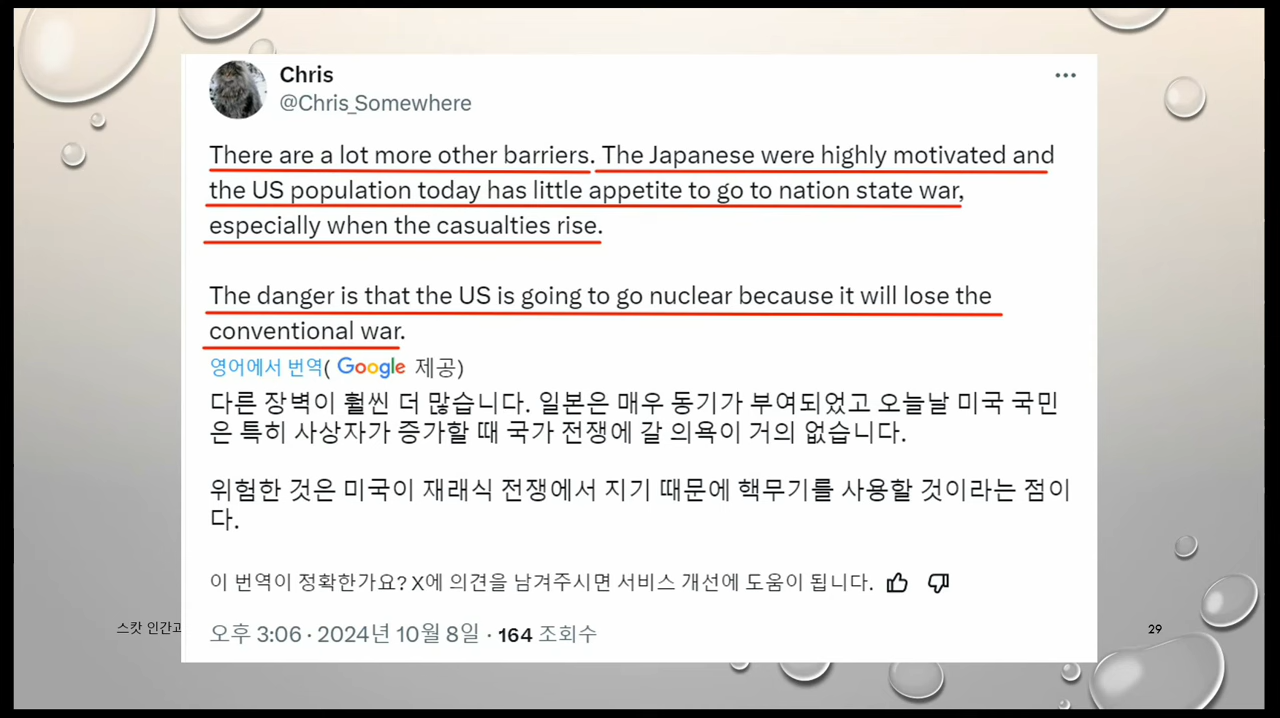 Chris
@Chris_Somewhere
There are a lot more other barriers. The Japanese were highly motivated and
the US population today has little appetite to go to nation state war,
especially when the casualties rise.
The danger is that the US is going to go nuclear because it will lose the
conventional war.
영어에서 번역( Google 제공)
다른 장벽이 훨씬 더 많습니다. 일본은 매우 동기가 부여되었고 오늘날 미국 국민
은 특히 사상자가 증가할 때 국가 전쟁에 갈 의욕이 거의 없습니다.
위험한 것은 미국이 재래식 전쟁에서 지기 때문에 핵무기를 사용할 것이라는 점이
다.
이 번역이 정확한가요? X에 의견을 남겨주시면 서비스 개선에 도움이 됩니다.
스캇 인간과
오후 3:06 · 2024년 10월 8일 · 164 조회수
29